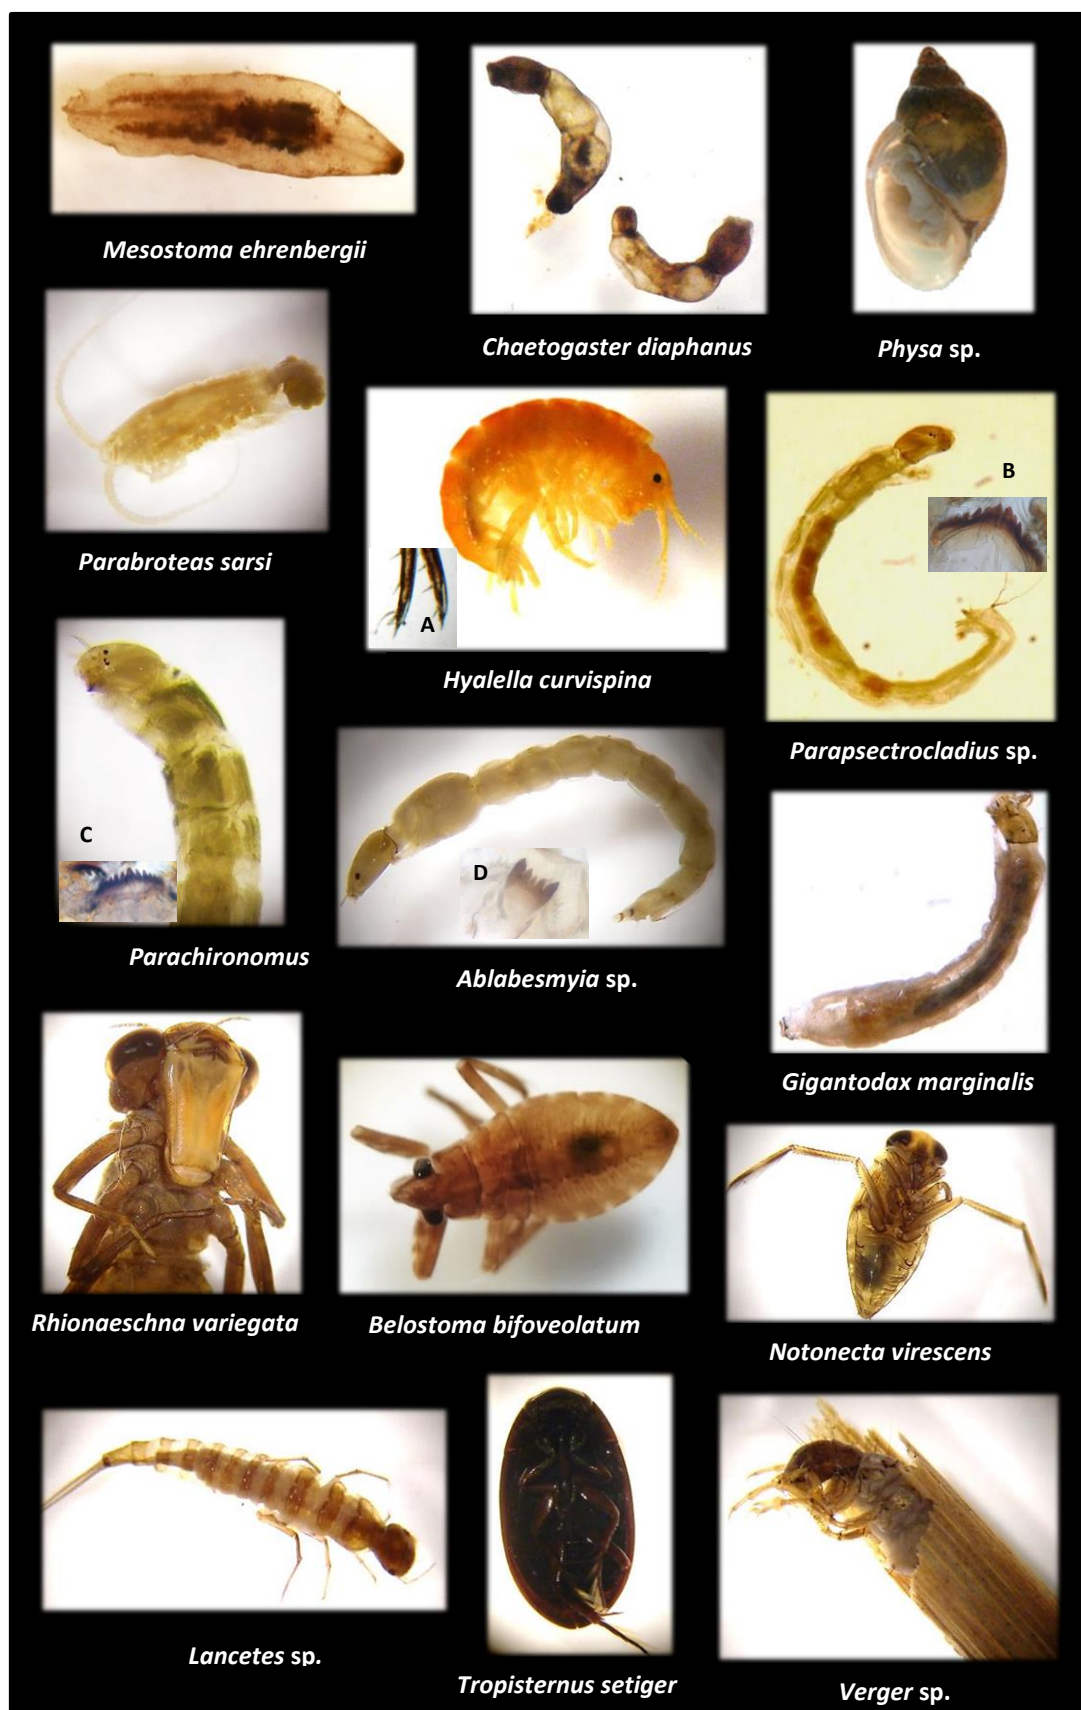 Mesostoma ehrenbergii
Chaetogaster diaphanus
Physa sp.
Parabroteas sarsi
A
Hyalella curvispina
B
Parapsectrocladius sp.
C
Parachironomus
D
Ablabesmyia sp.
Gigantodax marginalis
Rhionaeschna variegata
Belostoma bifoveolatum
Notonecta virescens
Lancetes sp.
Tropisternus setiger
Verger sp.